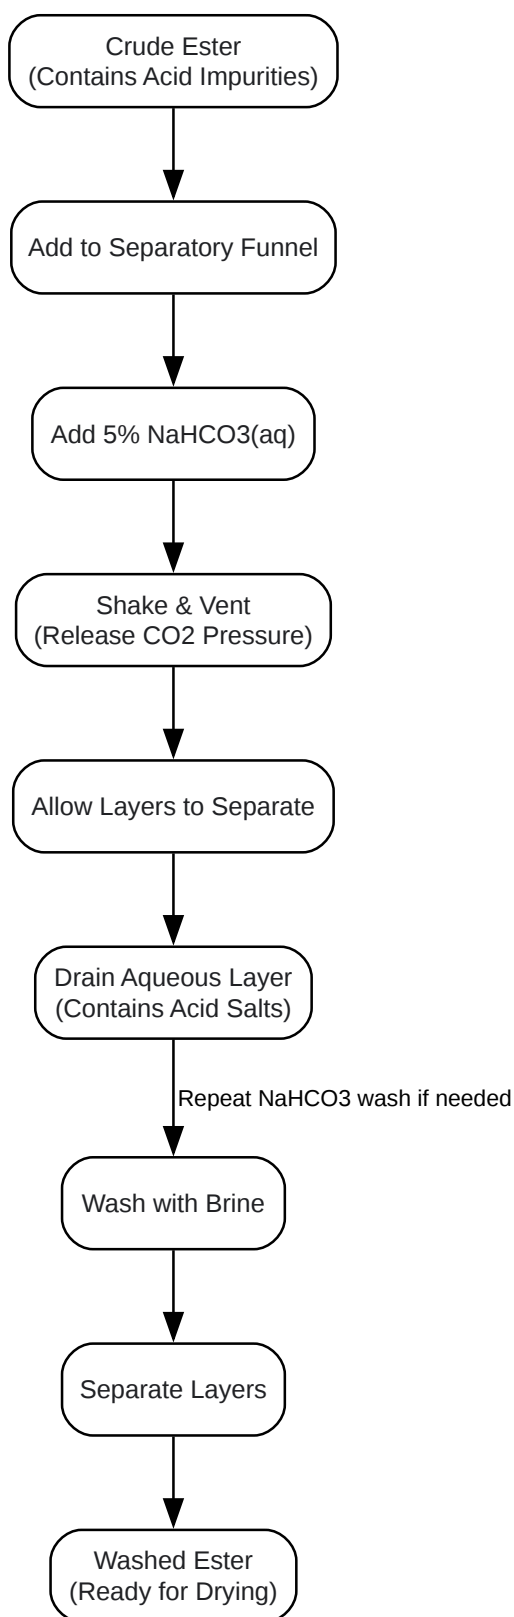 Crude Ester
(Contains Acid Impurities)
Add to Separatory Funnel
Add 5% NaHCO3(aq)
Shake & Vent
(Release CO2 Pressure)
Allow Layers to Separate
Drain Aqueous Layer
(Contains Acid Salts)
Repeat NaHCO3 wash if needed
Wash with Brine
Separate Layers
Washed Ester
(Ready for Drying)